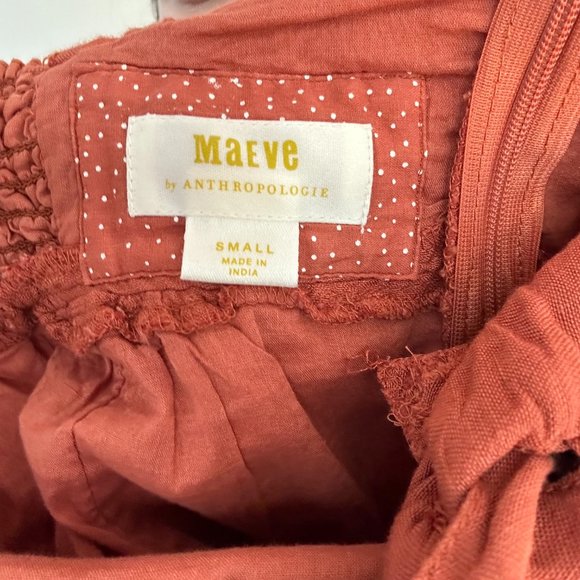 MaEVe
by ANTHROPOLOGIE
SMALL
MADE IN
INDIA